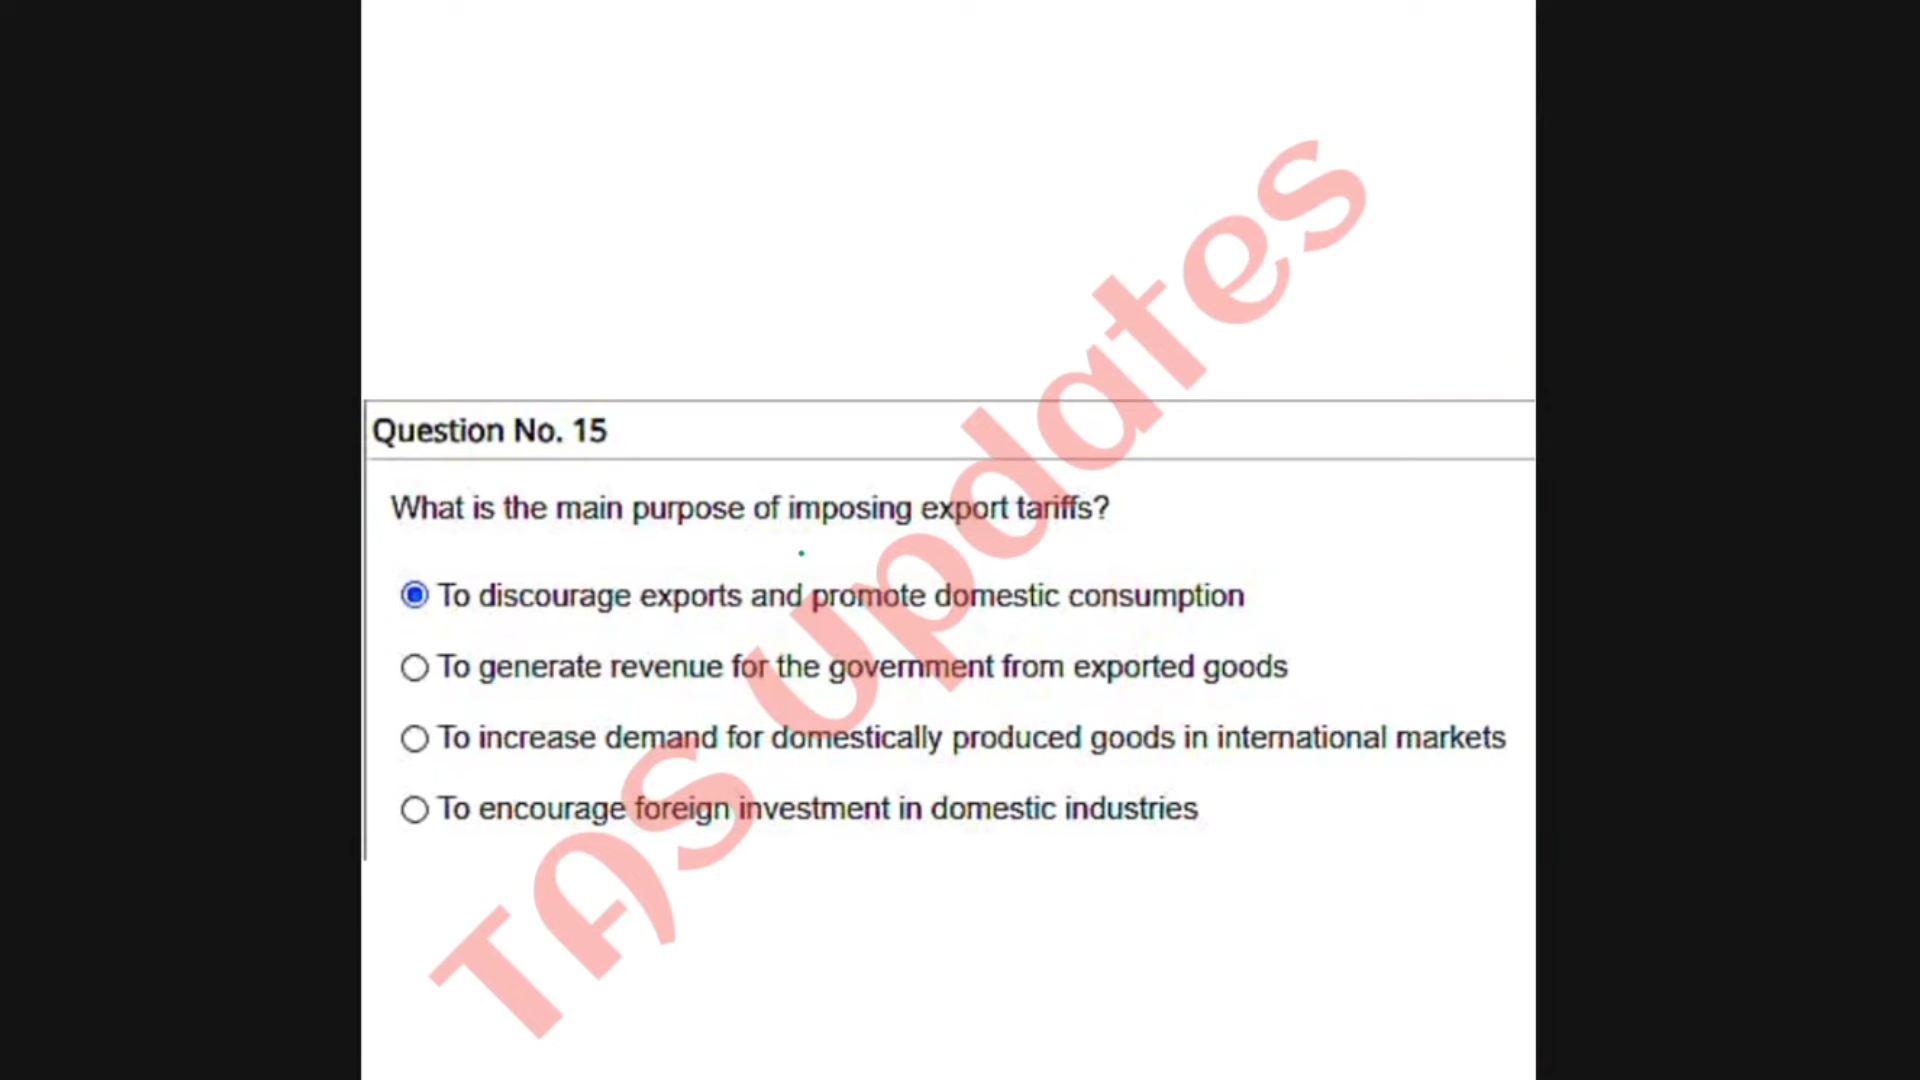 Question No. 15
What is the main purpose of imposing export tariffs?
To discourage exports and promote domestic consumption
To generate revenue for the government from exported goods
To increase demand for domestically produced goods in international markets
To encourage foreign investment in domestic industries
TAS Updates